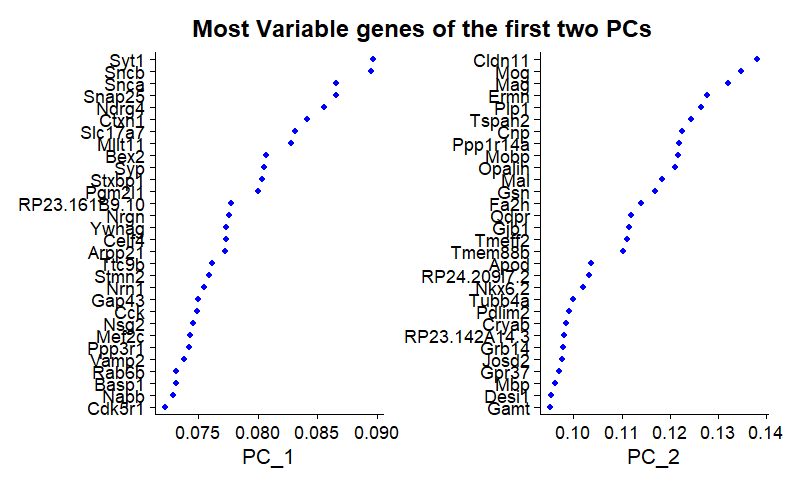 Most Variable genes of the first two PCs
Syt1
Sncb
Snca
Snap25
Ndrg4
Ctxn1
Slc17a7
Mllt11
Bex2
Syp
Stxbp1
Pgm2l1
RP23.161B9.10
Nrgn
Ywhag
Celf4
Arpp21
Ttc9b
Stmn2
Nrn1
Gap43
Cck
Nsg2
Mef2c
Ppp3r1
Vamp2
Rab6b
Basp1
Napb
Cdk5r1
0.075 0.080 0.085 0.090
PC_1
Cldn11
Mog
Mag
Ermn
Plp1
Tspan2
Cnp
Ppp1r14a
Mobp
Opalin
Mal
Gsn
Fa2h
Qdpr
Gjb1
Tmeff2
Tmem88b
Apod
RP24.209I7.2
Nkx6.2
Tubb4a
Pdlim2
Cryab
RP23.142A14.3
Grb14
Josd2
Gpr37
Mbp
Desi1
Gamt
0.10 0.11 0.12 0.13 0.14
PC_2